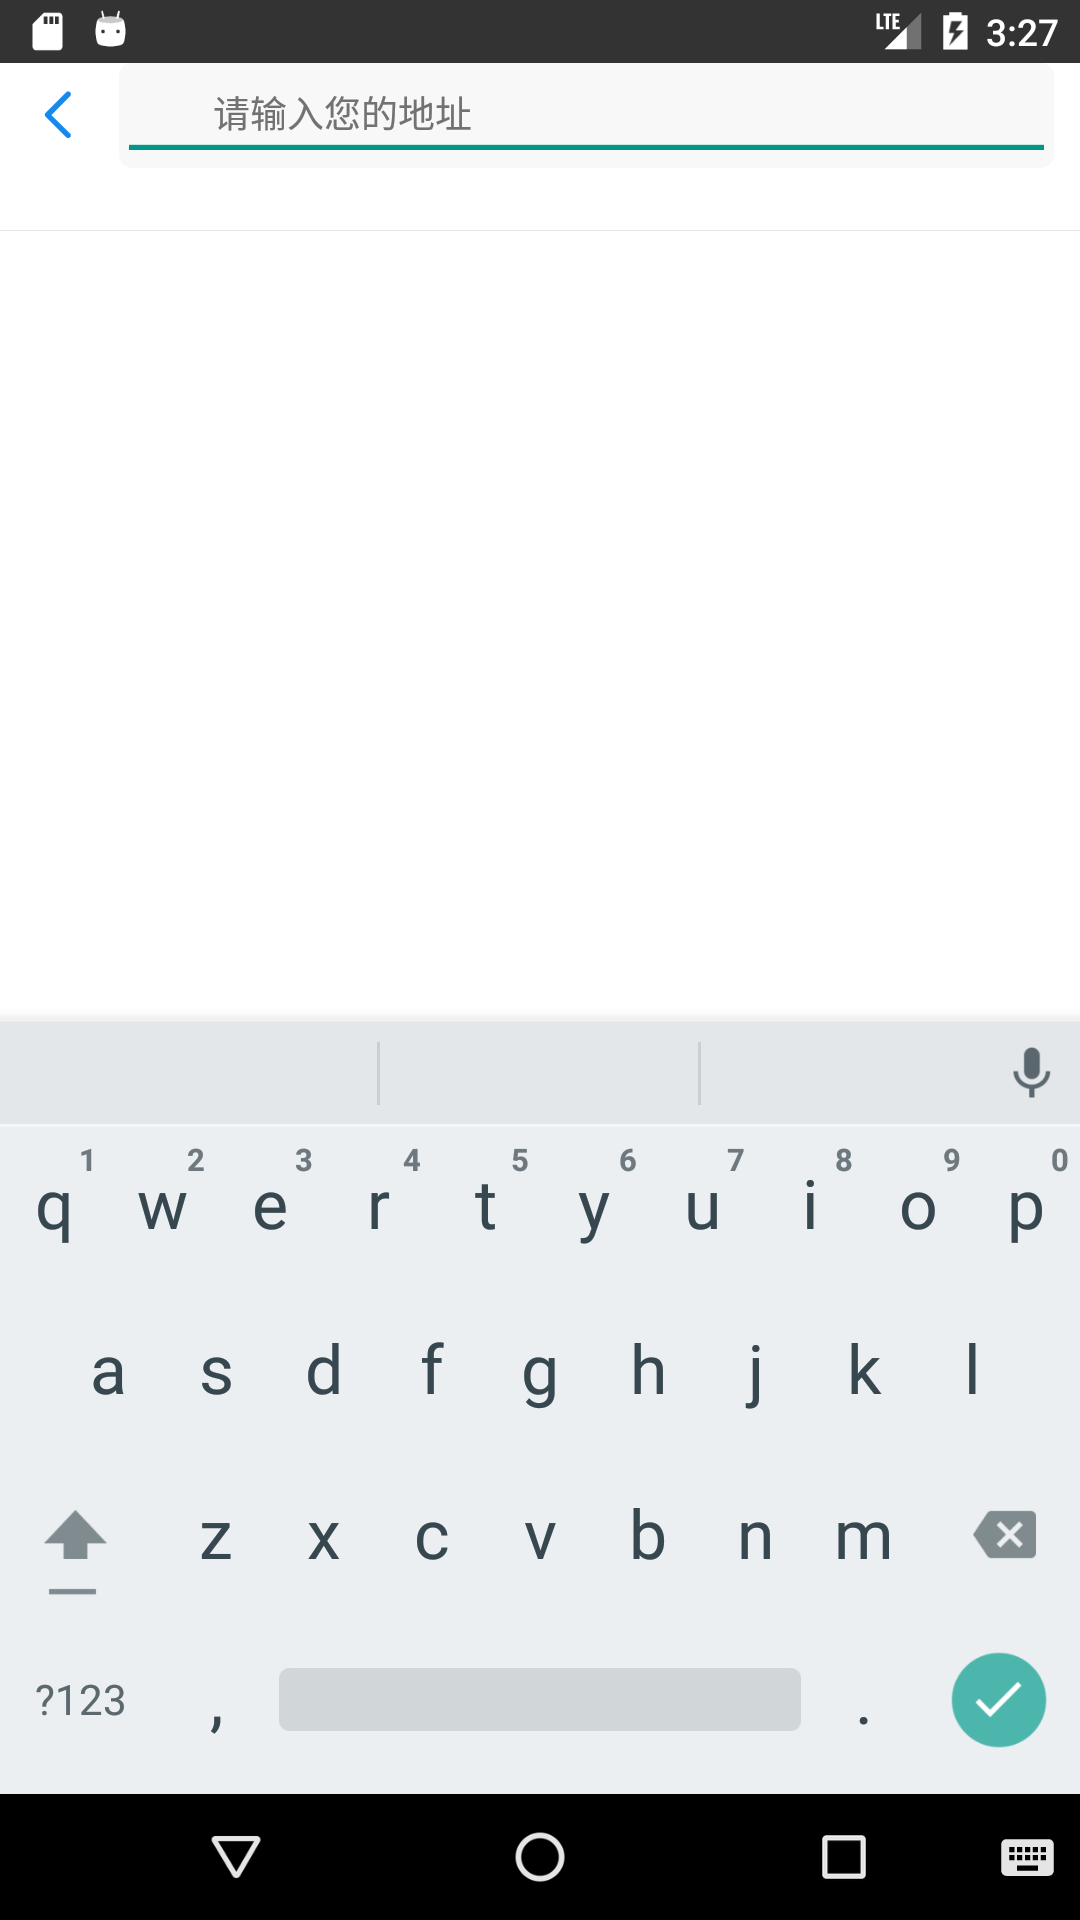 LTE 3:27
请输入您的地址
1 2 3 4 5 6 7 8 9 0
q w e r t y u i o p
a s d f g h j k l
z x c v b n m
?123 , .